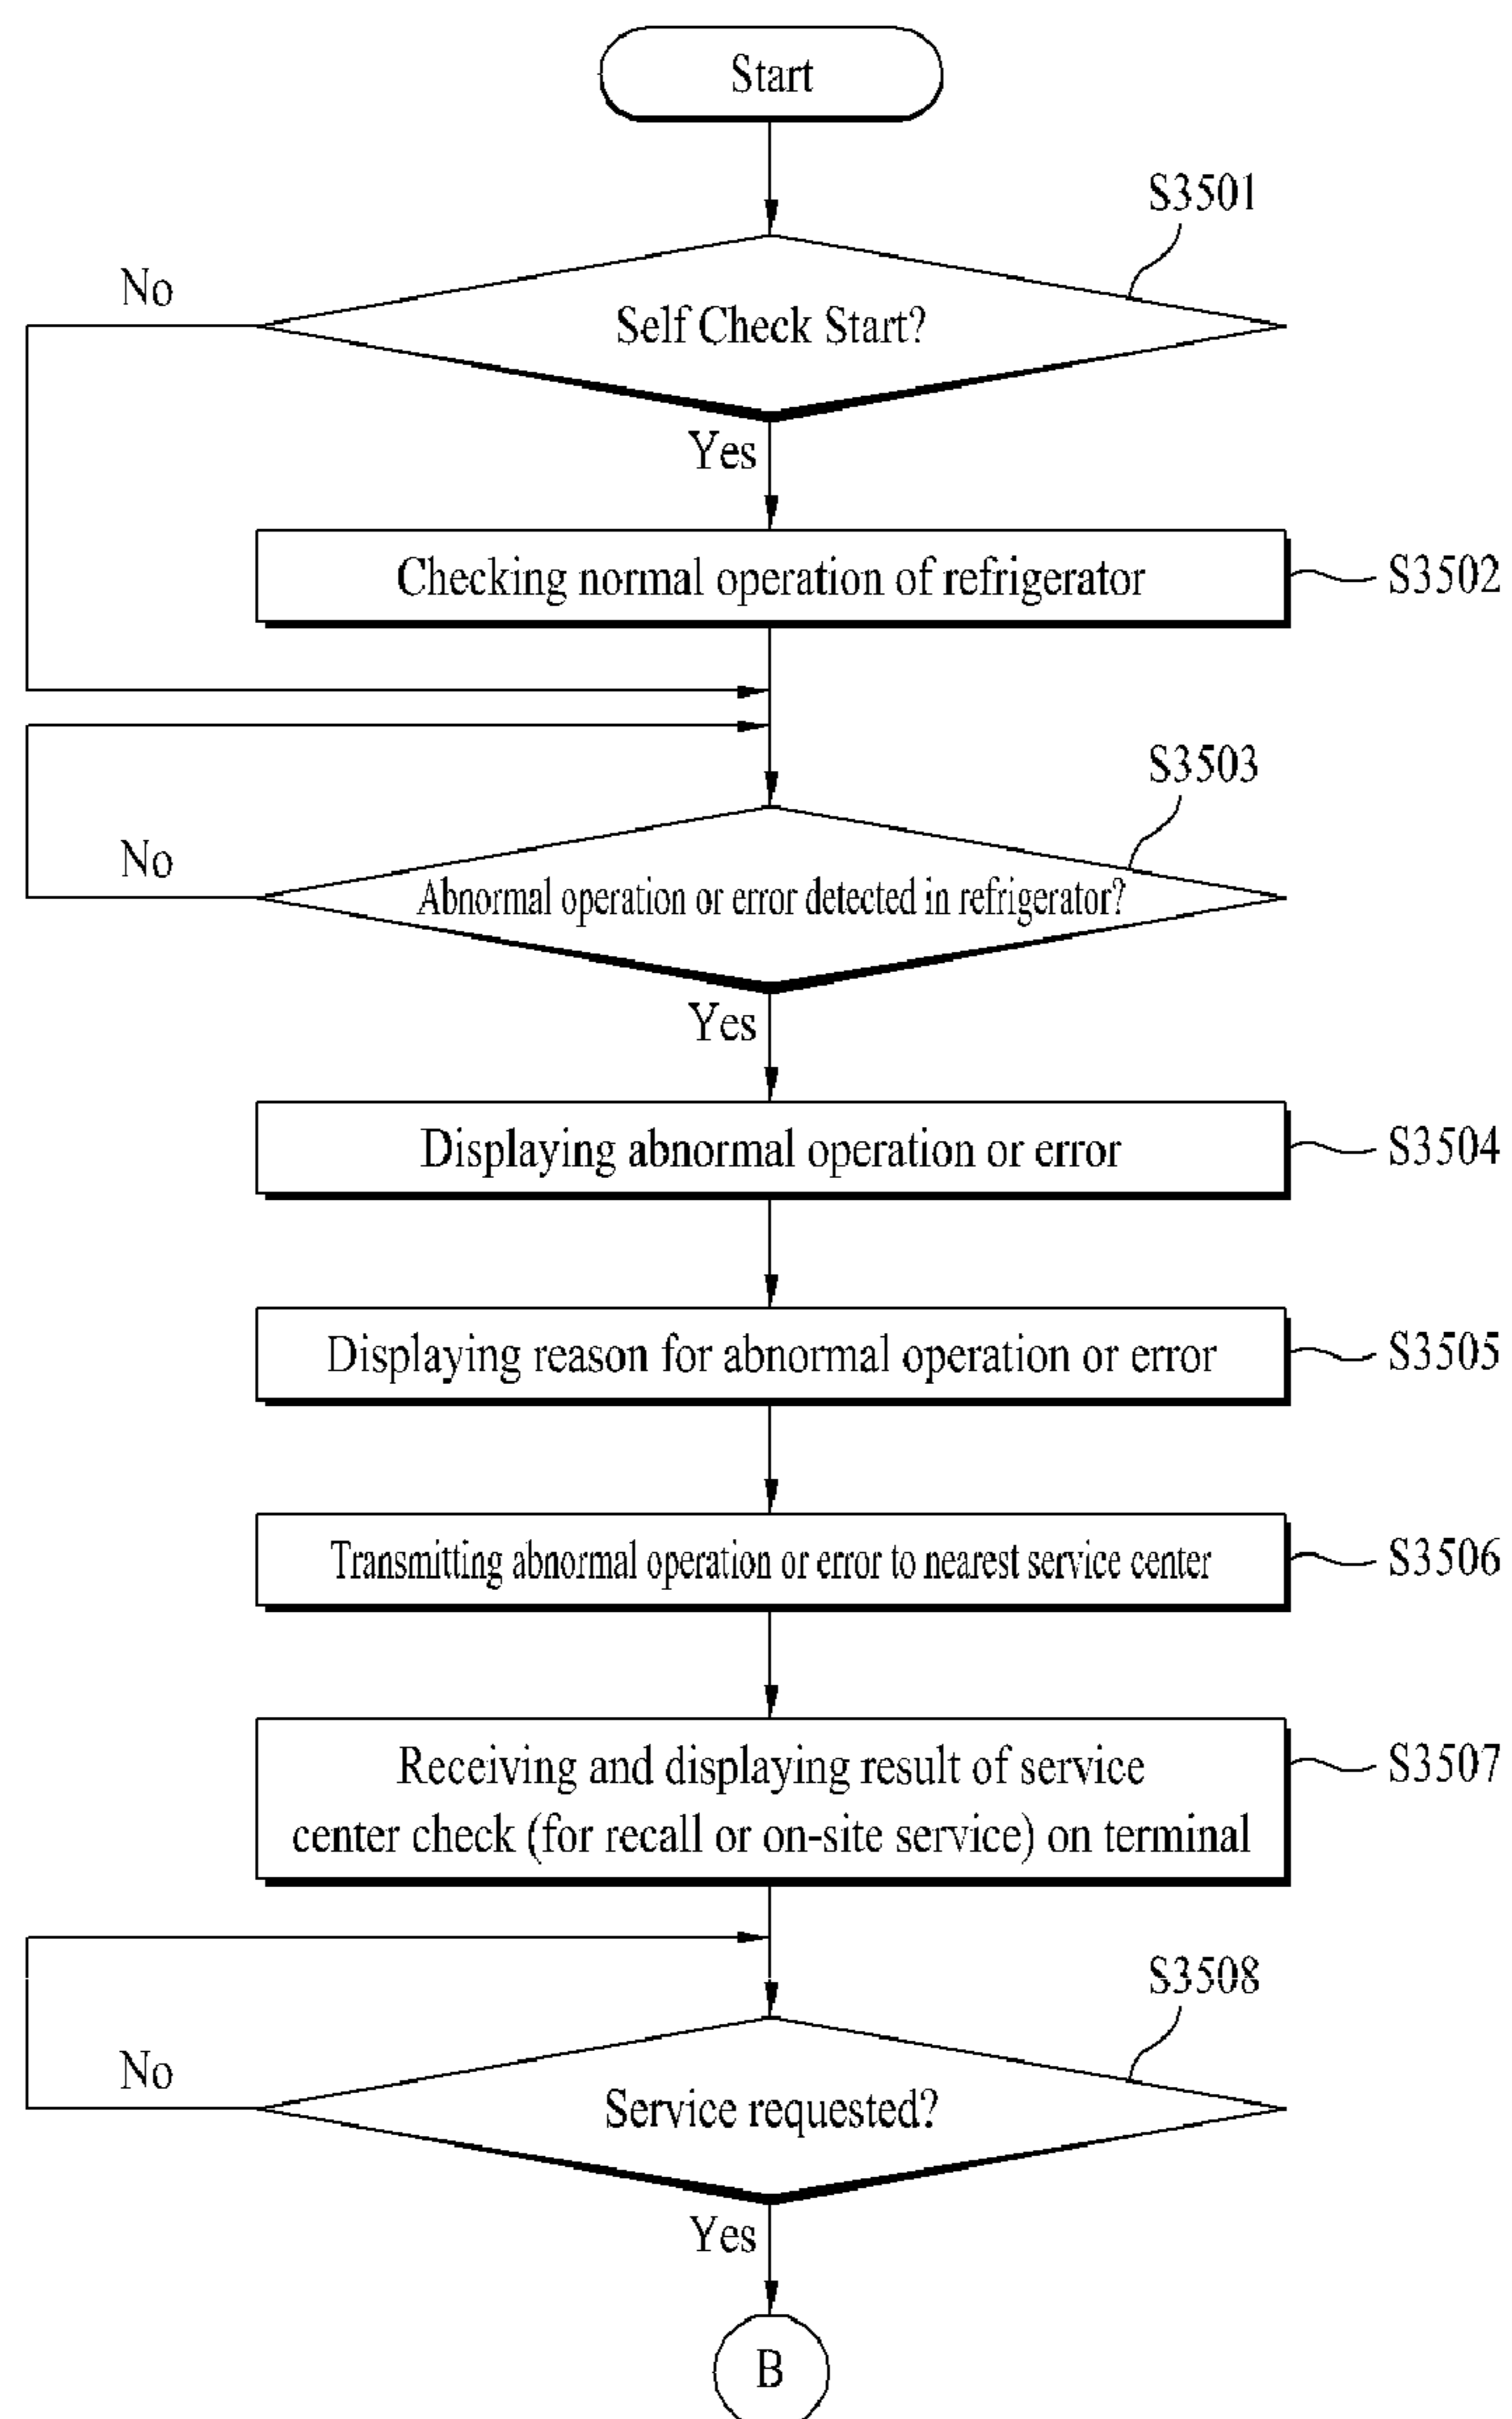 Start
S3501
No
Self Check Start?
Yes
Checking normal operation of refrigerator
S3502
S3503
No
Abnormal operation or error detected in refrigerator?
Yes
Displaying abnormal operation or error
S3504
Displaying reason for abnormal operation or error
S3505
Transmitting abnormal operation or error to nearest service center
S3506
Receiving and displaying result of service
center check (for recall or on-site service) on terminal
S3507
S3508
No
Service requested?
Yes
B